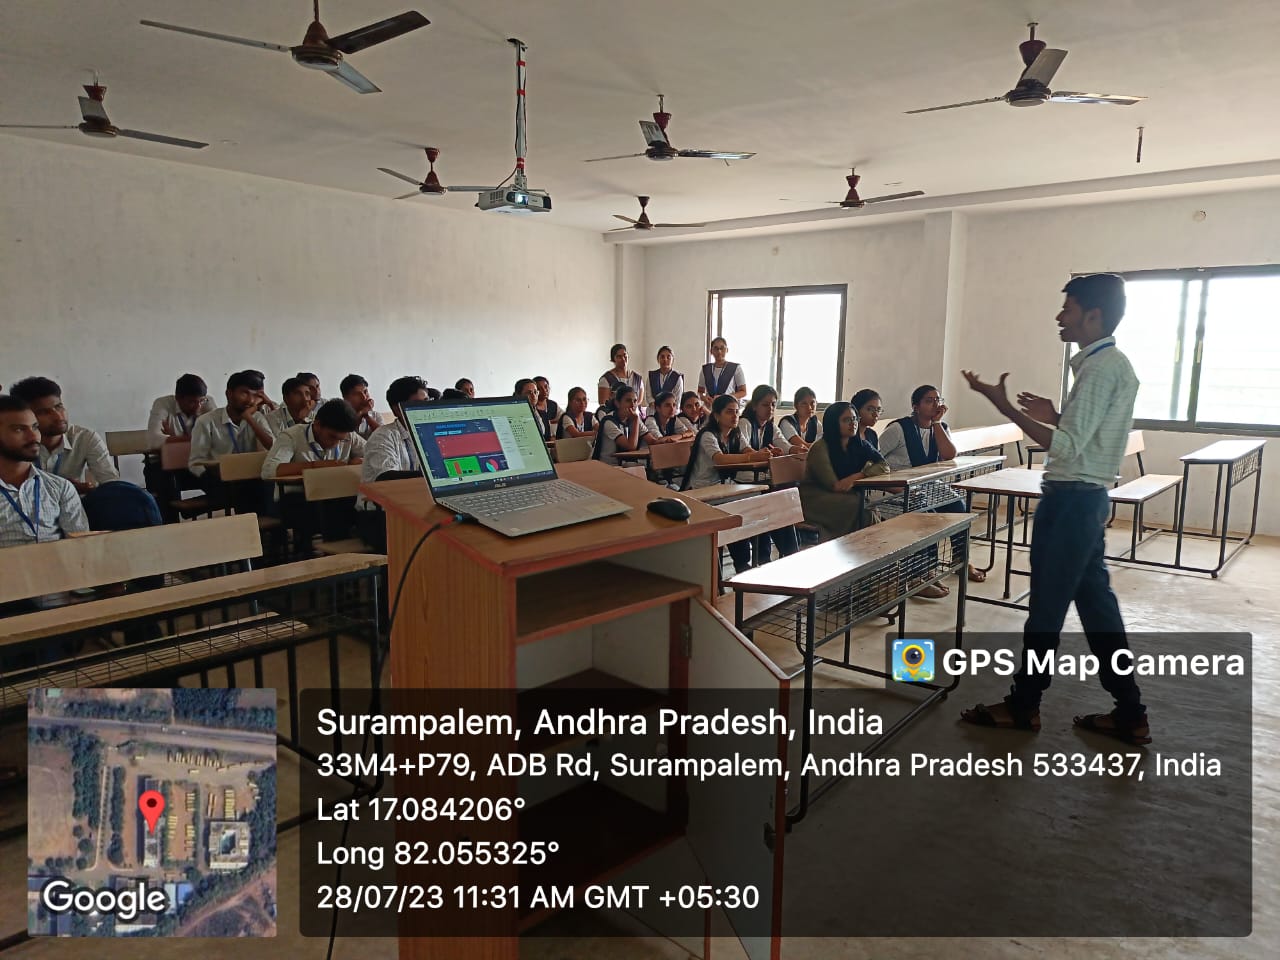 GPS Map Camera
Surampalem, Andhra Pradesh, India
33M4+P79, ADB Rd, Surampalem, Andhra Pradesh 533437, India
Lat 17.084206°
Long 82.055325°
28/07/23 11:31 AM GMT +05:30
Google